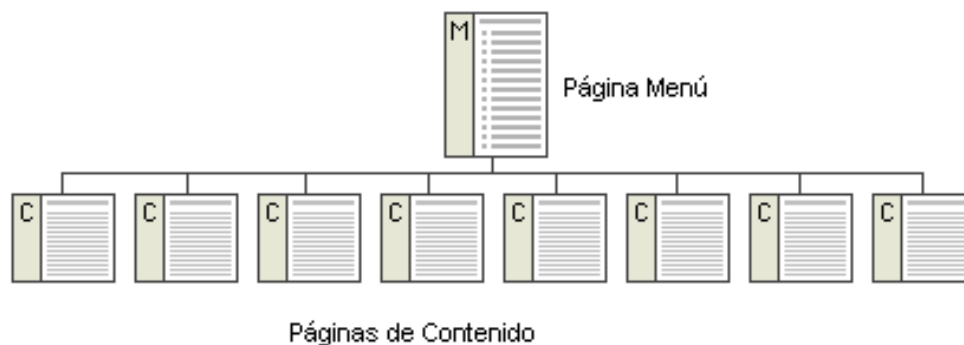 M
Página Menú
C C C C C C C C
Páginas de Contenido